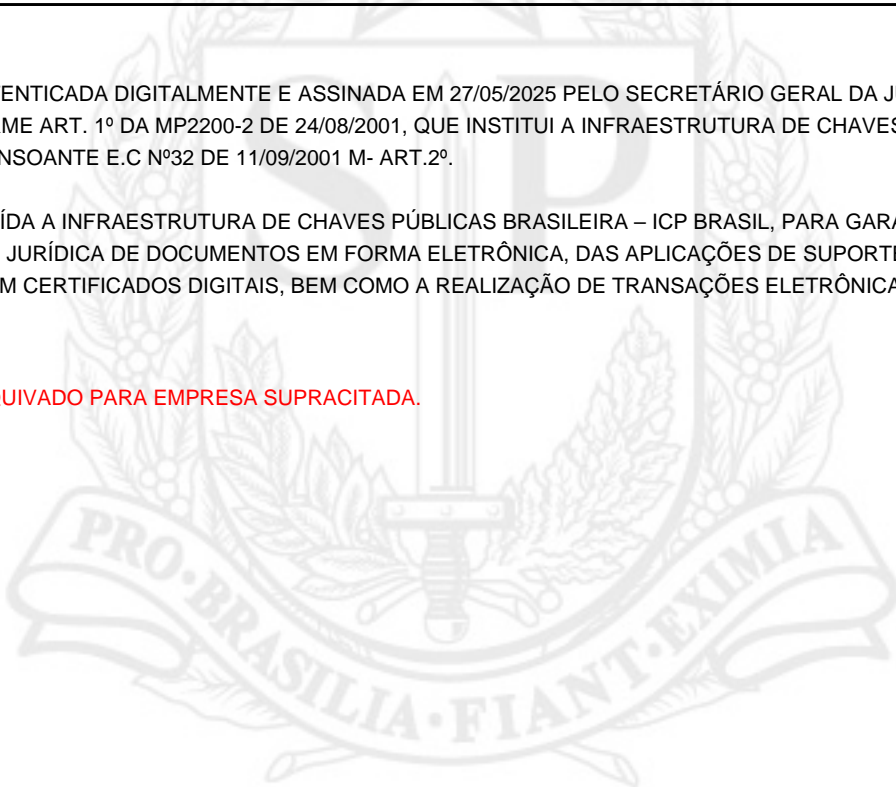 ENTICADA DIGITALMENTE E ASSINADA EM 27/05/2025 PELO SECRETÁRIO GERAL DA J
ME ART. 1º DA MP2200-2 DE 24/08/2001, QUE INSTITUI A INFRAESTRUTURA DE CHAVES
NSOANTE E.C Nº32 DE 11/09/2001 M- ART.2º.
ÍDA A INFRAESTRUTURA DE CHAVES PÚBLICAS BRASILEIRA – ICP BRASIL, PARA GARA
JURÍDICA DE DOCUMENTOS EM FORMA ELETRÔNICA, DAS APLICAÇÕES DE SUPORTE
M CERTIFICADOS DIGITAIS, BEM COMO A REALIZAÇÃO DE TRANSAÇÕES ELETRÔNICA
UIVADO PARA EMPRESA SUPRACITADA.
SP
PRO·BRASILIA·FIANT·EXIMIA